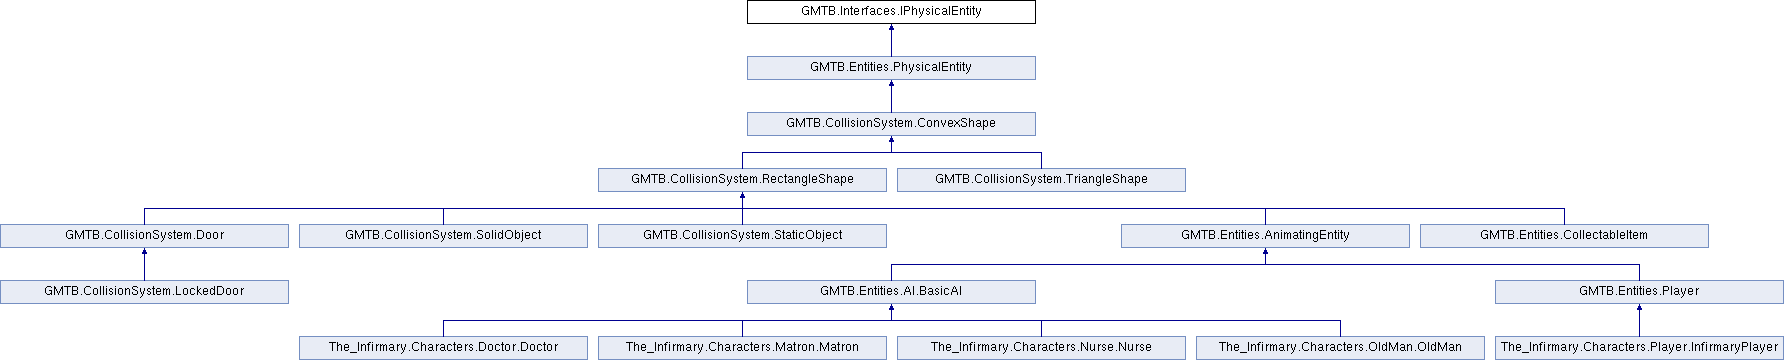 GMTB.Interfaces.IPhysicalEntity
GMTB.Entities.PhysicalEntity
GMTB.CollisionSystem.ConvexShape
GMTB.CollisionSystem.RectangleShape
GMTB.CollisionSystem.TriangleShape
GMTB.CollisionSystem.Door
GMTB.CollisionSystem.SolidObject
GMTB.CollisionSystem.StaticObject
GMTB.Entities.AnimatingEntity
GMTB.Entities.CollectableItem
GMTB.CollisionSystem.LockedDoor
GMTB.Entities.AI.BasicAI
GMTB.Entities.Player
The_Infirmary.Characters.Doctor.Doctor
The_Infirmary.Characters.Matron.Matron
The_Infirmary.Characters.Nurse.Nurse
The_Infirmary.Characters.OldMan.OldMan
The_Infirmary.Characters.Player.InfirmaryPlayer